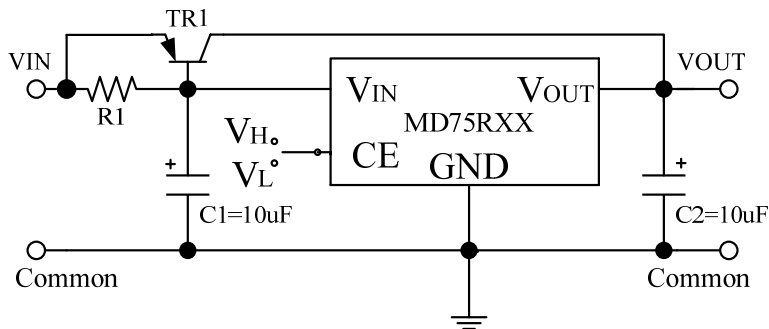 TR1
VIN
VOUT
R1
VIN
VOUT
MD75RXX
VH
VL
CE
GND
+
+
C1=10uF
C2=10uF
Common
Common